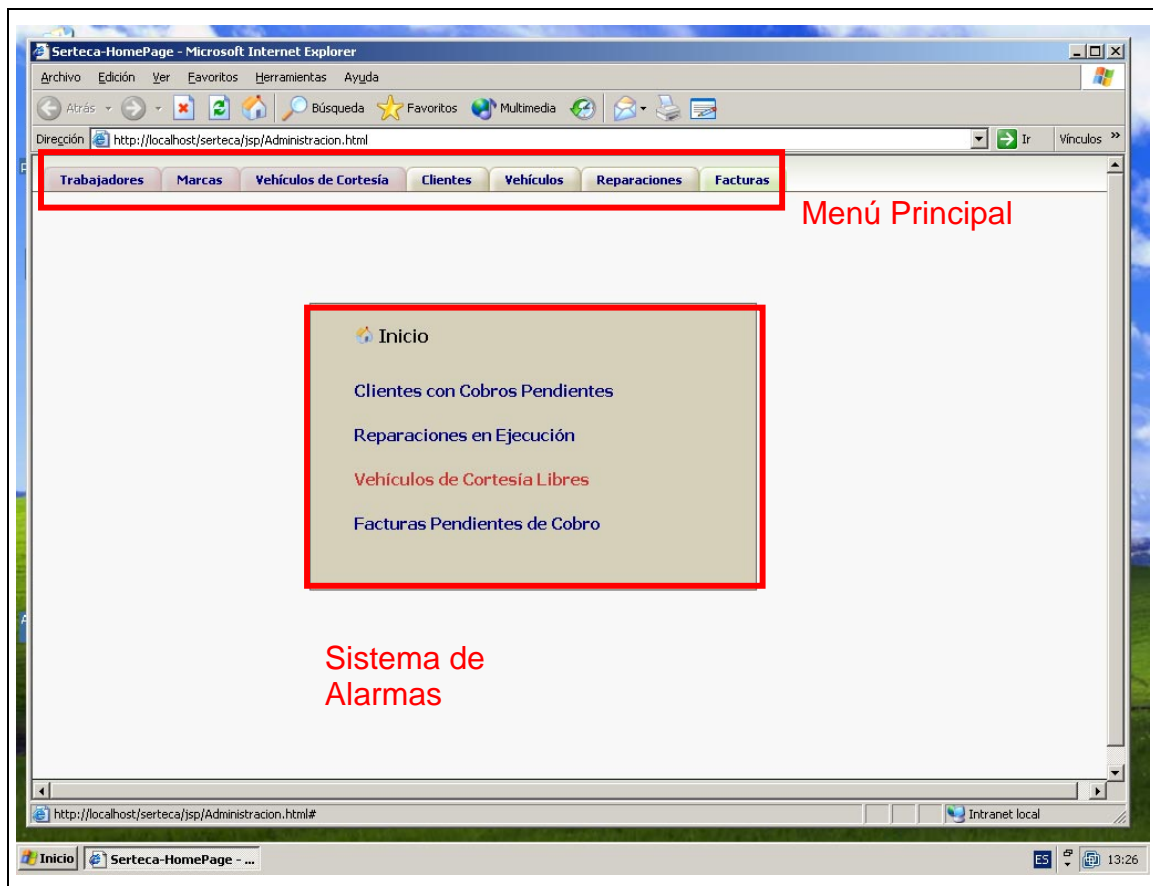 Serteca-HomePage - Microsoft Internet Explorer
Archivo Edición Ver Favoritos Herramientas Ayuda
Atrás Búsqueda Favoritos Multimedia
Dirección http://localhost/serteca/jsp/Administracion.html Ir Vínculos »
Trabajadores Marcas Vehículos de Cortesía Clientes Vehículos Reparaciones Facturas
Menú Principal
Inicio
Clientes con Cobros Pendientes
Reparaciones en Ejecución
Vehículos de Cortesía Libres
Facturas Pendientes de Cobro
Sistema de
Alarmas
http://localhost/serteca/jsp/Administracion.html# Intranet local
Inicio Serteca-HomePage - ... ES 13:26